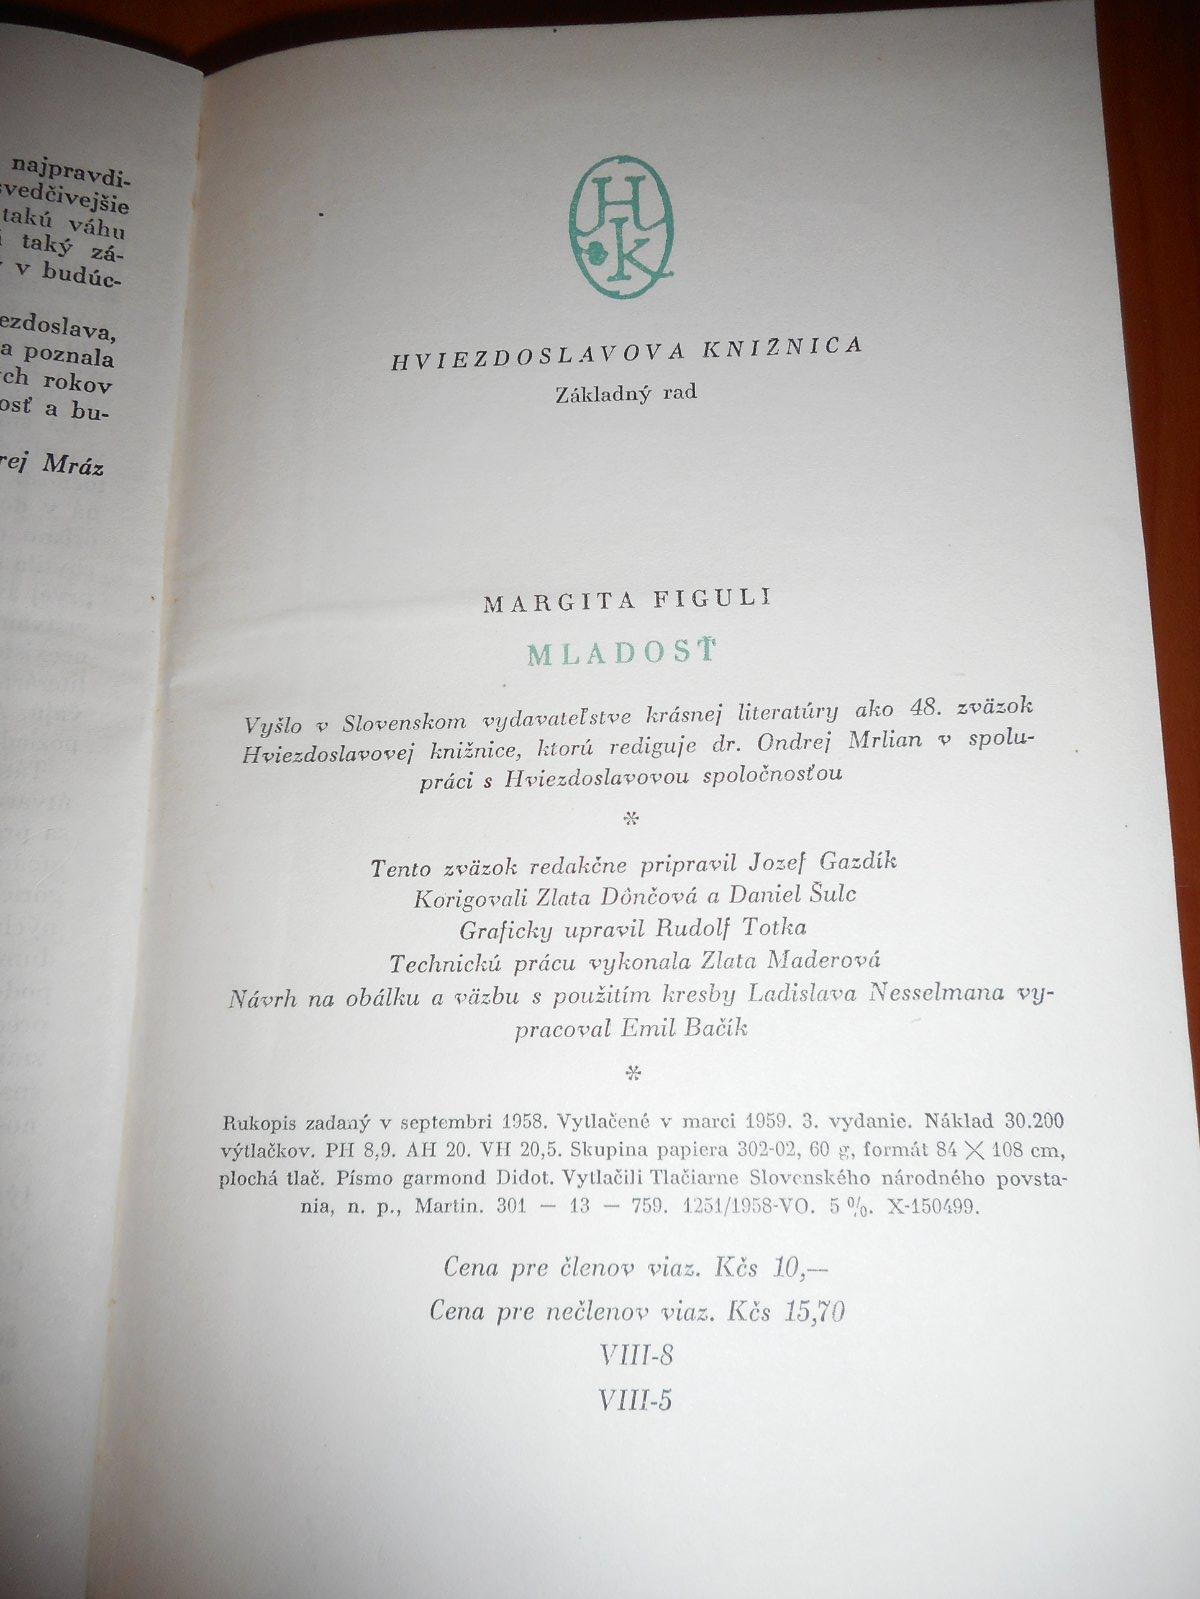 najpravdi-
svedčivejšie
takú váhu
taký zá-
v budúc-
ezdoslava,
a poznala
ch rokov
osť a bu-
rej Mráz
HK
HVIEZDOSLAVOVA KNIŽNICA
Základný rad
MARGITA FIGULI
MLADOSŤ
Vyšlo v Slovenskom vydavateľstve krásnej literatúry ako 48. zväzok
Hviezdoslavovej knižnice, ktorú rediguje dr. Ondrej Mrlian v spolu-
práci s Hviezdoslavovou spoločnosťou
*
Tento zväzok redakčne pripravil Jozef Gazdík
Korigovali Zlata Dônčová a Daniel Šulc
Graficky upravil Rudolf Totka
Technickú prácu vykonala Zlata Maderová
Návrh na obálku a väzbu s použitím kresby Ladislava Nesselmana vy-
pracoval Emil Bačík
*
Rukopis zadaný v septembri 1958. Vytlačené v marci 1959. 3. vydanie. Náklad 30.200
výtlačkov. PH 8,9. AH 20. VH 20,5. Skupina papiera 302-02, 60 g, formát 84 × 108 cm,
plochá tlač. Písmo garmond Didot. Vytlačili Tlačiarne Slovenského národného povsta-
nia, n. p., Martin. 301 — 13 — 759. 1251/1958-VO. 5 %. X-150499.
Cena pre členov viaz. Kčs 10,—
Cena pre nečlenov viaz. Kčs 15,70
VIII-8
VIII-5